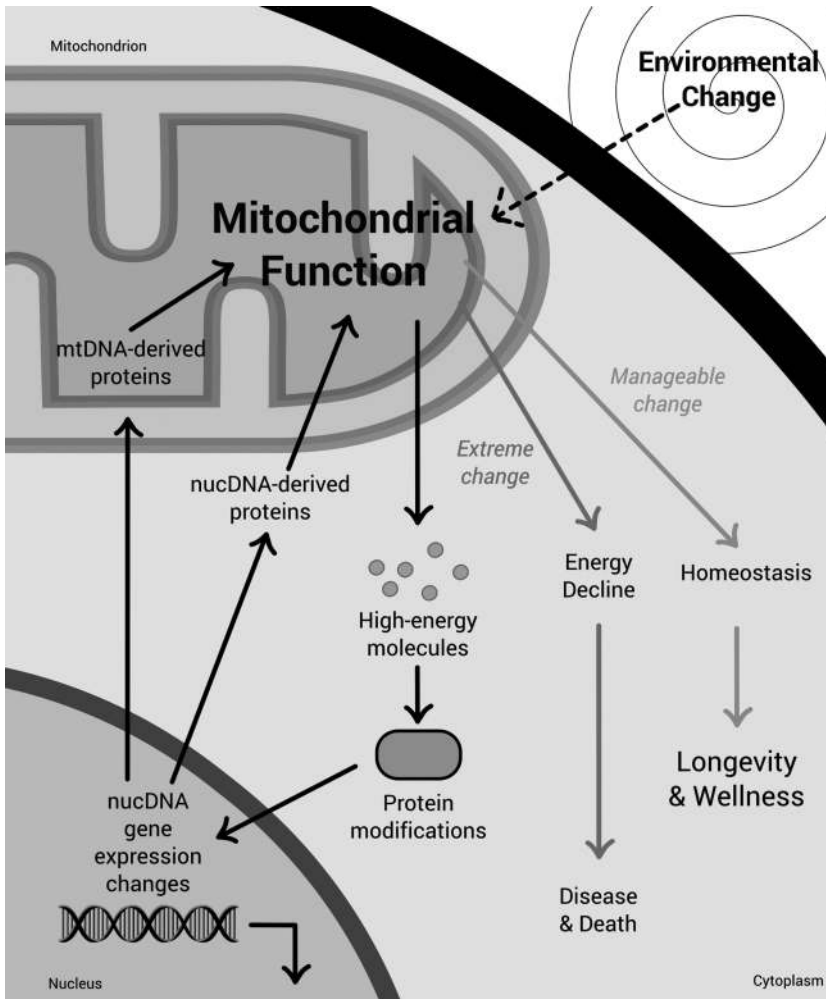 Mitochondrion
Environmental
Change
Mitochondrial
Function
mtDNA-derived
proteins
Manageable
change
Extreme
change
nucDNA-derived
proteins
Energy
Decline
Homeostasis
High-energy
molecules
Longevity
& Wellness
Protein
modifications
nucDNA
gene
expression
changes
Disease
& Death
Nucleus
Cytoplasm